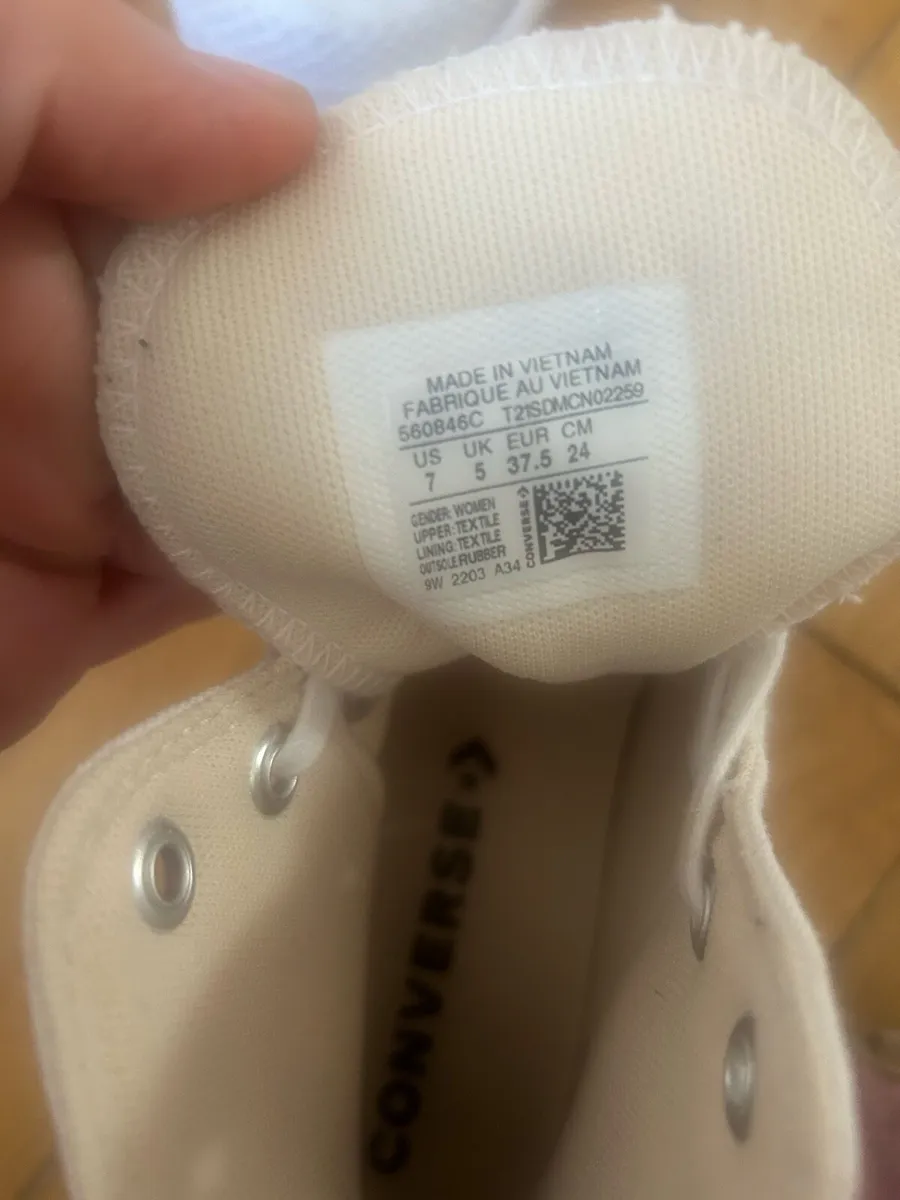 MADE IN VIETNAM
FABRIQUE AU VIETNAM
560846C T21SDMCN02259
US UK EUR CM
7 5 37.5 24
GENDER: WOMEN
UPPER: TEXTILE
LINING: TEXTILE
OUTSOLE: RUBBER
9W 2203 A34
CONVERSE
CONVERSE